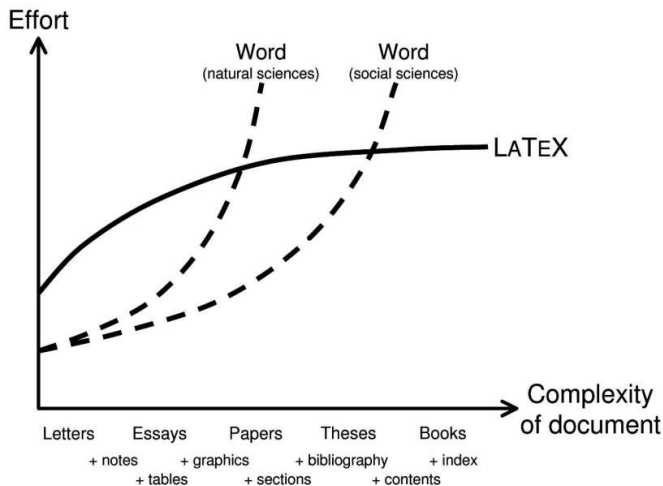 Effort
Word
(natural sciences)
Word
(social sciences)
LATEX
Complexity
of document
Letters Essays Papers Theses Books
+ notes + graphics + bibliography + index
+ tables + sections + contents